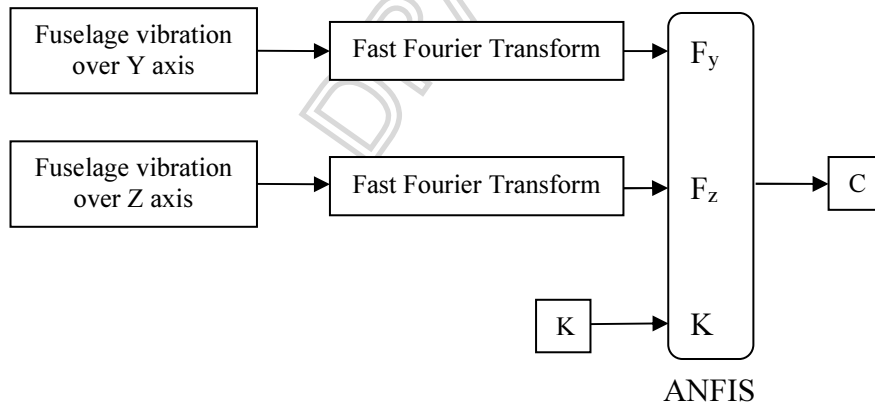 Fuselage vibration
over Y axis
Fast Fourier Transform
Fy
Fuselage vibration
over Z axis
Fast Fourier Transform
Fz
C
K
K
ANFIS